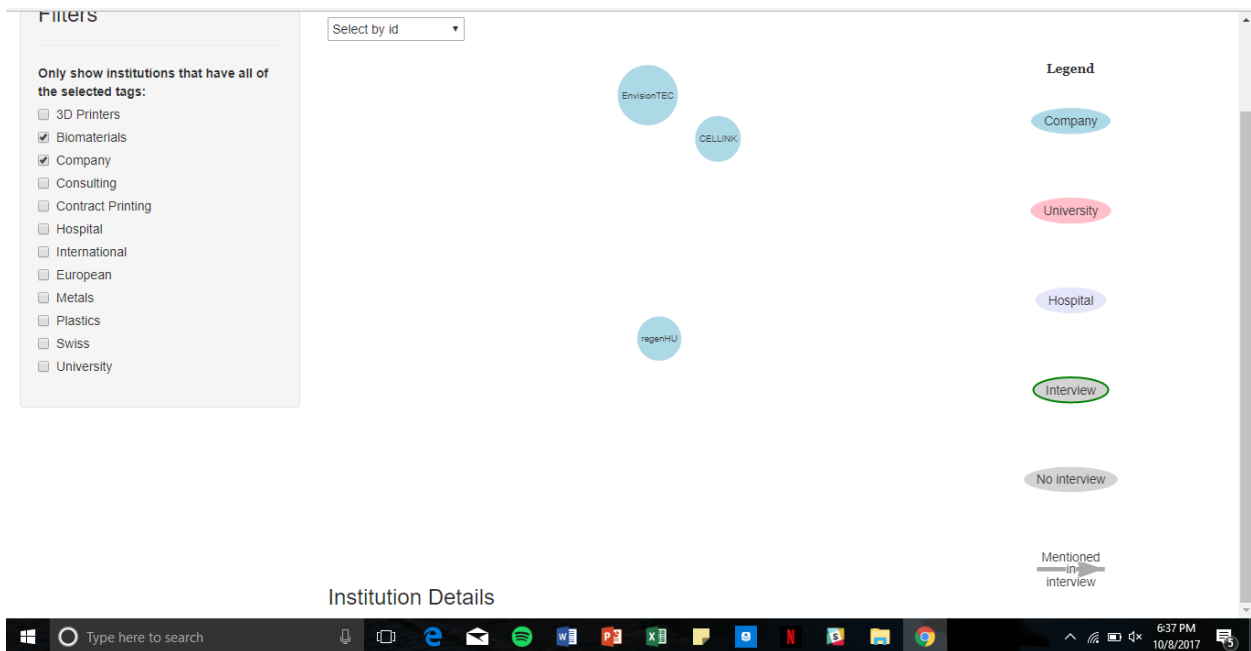 Filters
Only show institutions that have all of
the selected tags:
3D Printers
Biomaterials
Company
Consulting
Contract Printing
Hospital
International
European
Metals
Plastics
Swiss
University
Select by id
EnvisionTEC
CELLINK
regenHU
Legend
Company
University
Hospital
Interview
No interview
Mentioned
in
interview
Institution Details
Type here to search
6:37 PM
10/8/2017